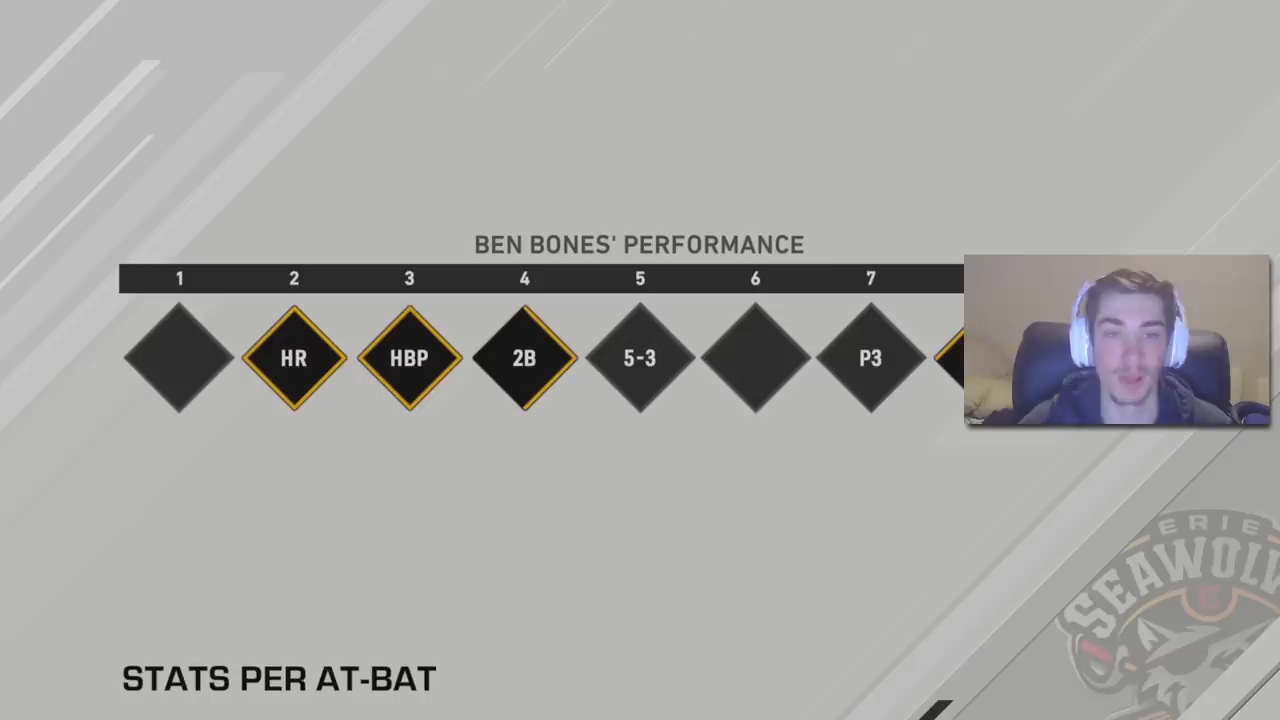 BEN BONES' PERFORMANCE
1 2 3 4 5 6 7
HR HBP 2B 5-3 P3
ERIE
STATS PER AT-BAT